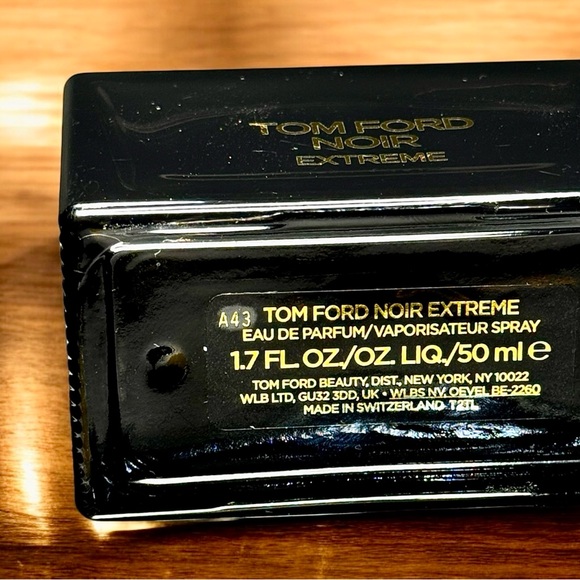 TOM FORD
NOIR
EXTREME
A43 TOM FORD NOIR EXTREME
EAU DE PARFUM/VAPORISATEUR SPRAY
1.7 FL. OZ./OZ. LIQ./50 ml e
TOM FORD BEAUTY, DIST., NEW YORK, NY 10022
WLB LTD, GU32 3DD, UK • WLBS NV. OEVEL BE-2260
MADE IN SWITZERLAND T2TL